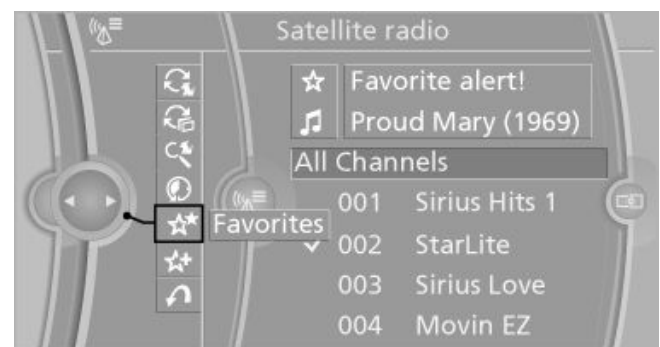 Satellite radio
Favorite alert!
Proud Mary (1969)
All Channels
001 Sirius Hits 1
Favorites
002 StarLite
003 Sirius Love
004 Movin EZ